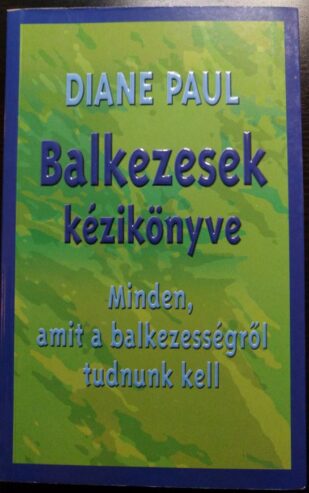 DIANE PAUL
Balkezesek
kézikönyve
Minden,
amit a balkezességről
tudnunk kell